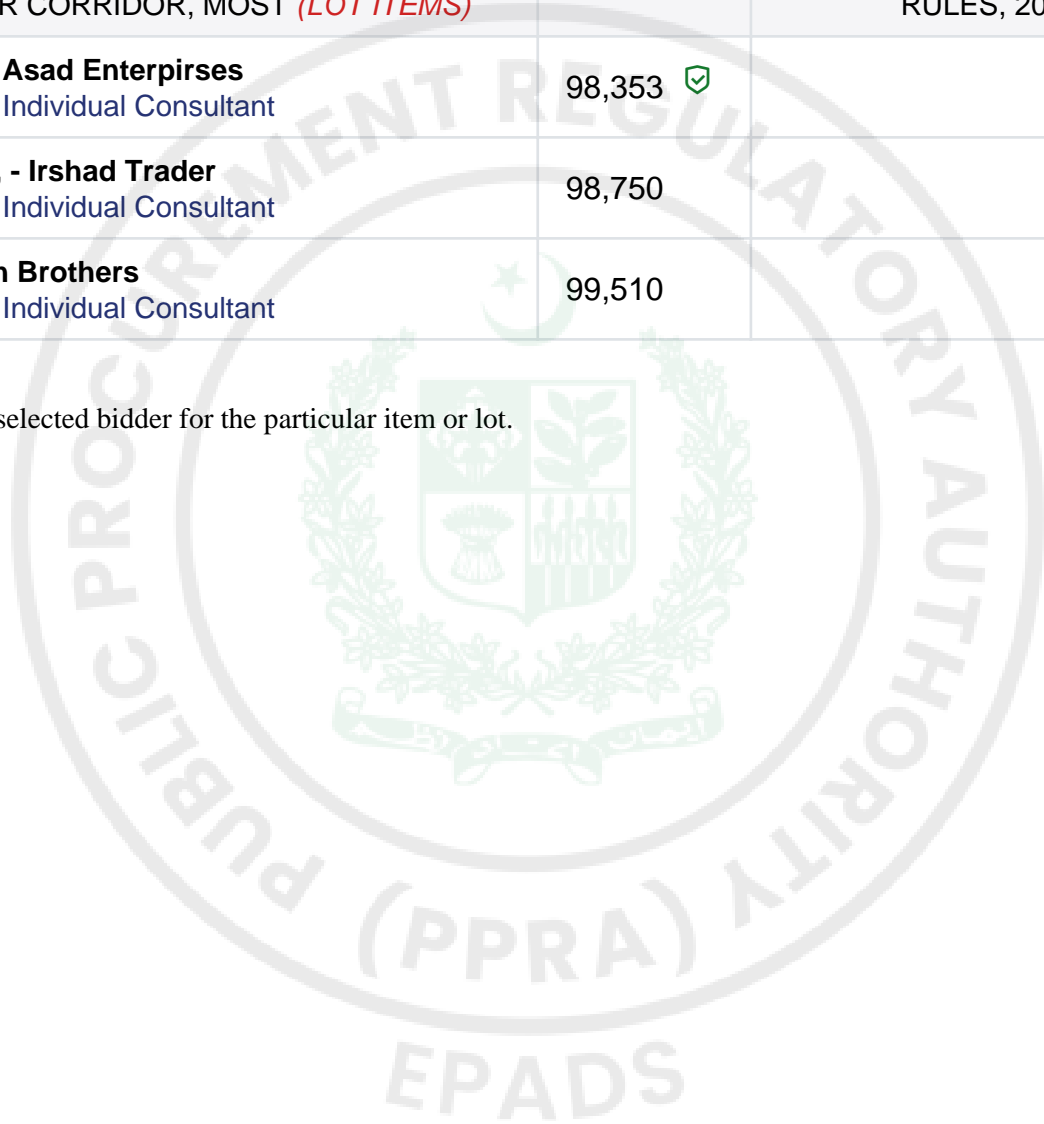 R CORRIDOR, MOST (LOT ITEMS) RULES, 20
Asad Enterpirses
Individual Consultant
98,353
- Irshad Trader
Individual Consultant
98,750
n Brothers
Individual Consultant
99,510
selected bidder for the particular item or lot.
PUBLIC PROCUREMENT REGULATORY AUTHORITY
(PPRA)
EPADS